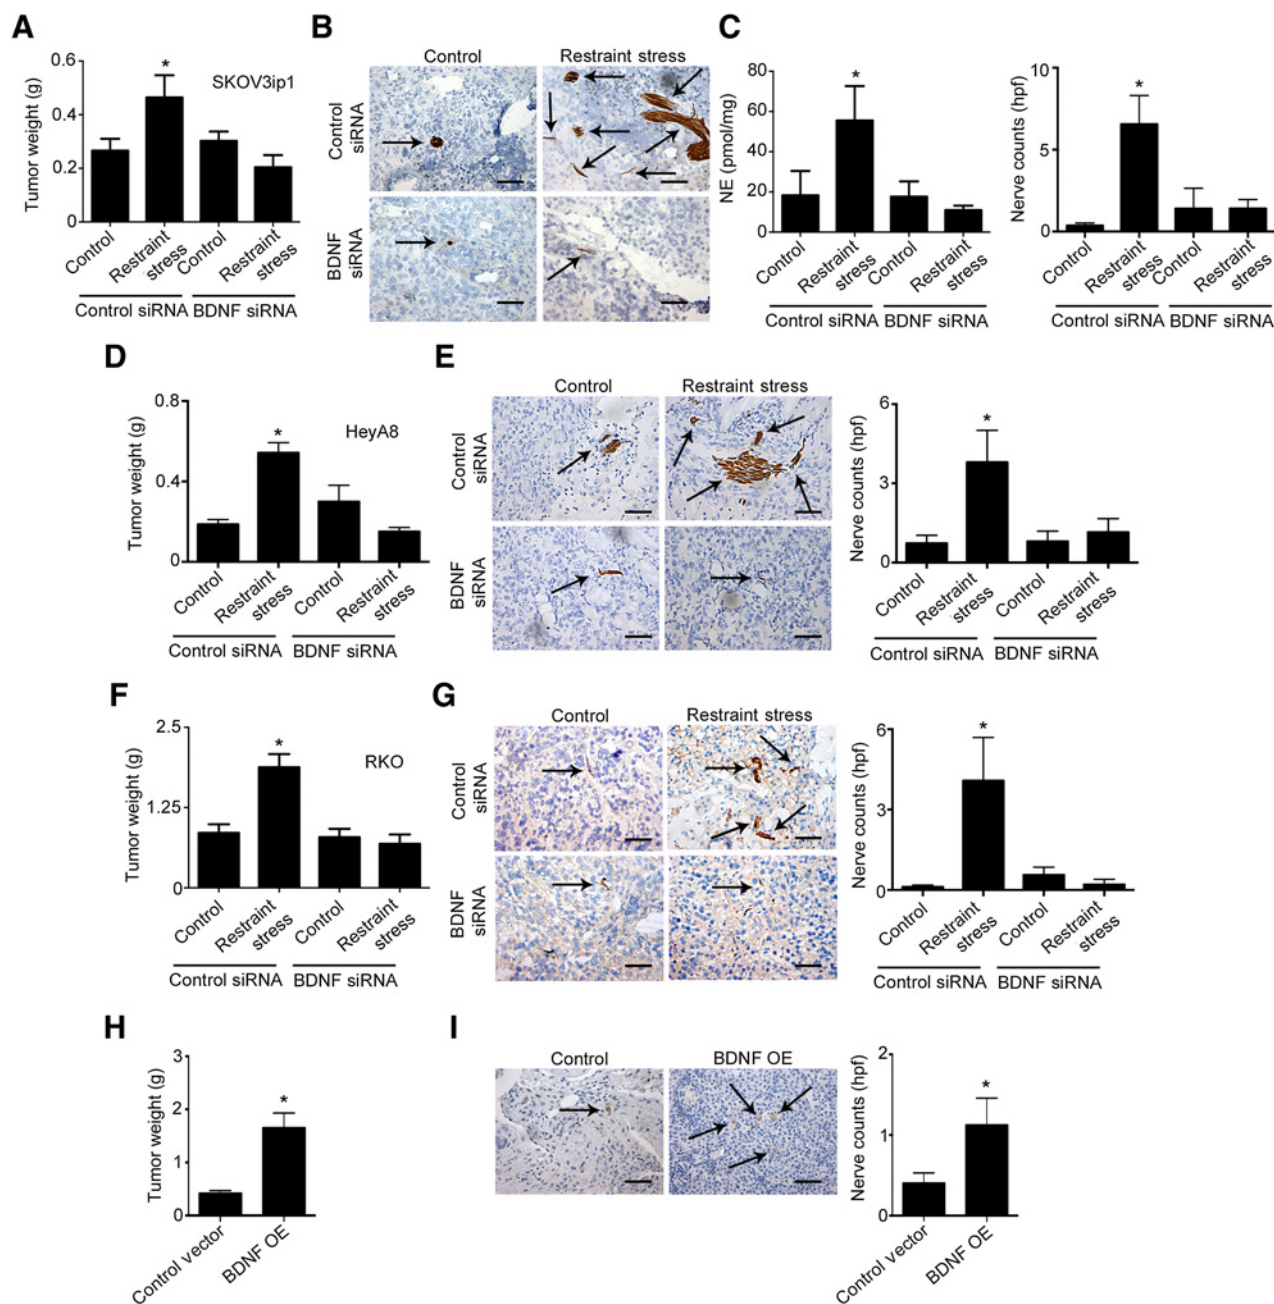 A
Tumor weight (g)
0.6
0.4
0.2
0
*
SKOV3ip1
Control
Restraint
stress
Control
Restraint
stress
Control siRNA
BDNF siRNA
B
Control
Restraint stress
Control
siRNA
BDNF
siRNA
C
NE (pmol/mg)
80
60
40
20
0
*
Control
Restraint
stress
Control
Restraint
stress
Control siRNA
BDNF siRNA
Nerve counts (hpf)
10
5
0
*
Control
Restraint
stress
Control
Restraint
stress
Control siRNA
BDNF siRNA
D
Tumor weight (g)
0.8
0.4
0
*
HeyA8
Control
Restraint
stress
Control
Restraint
stress
Control siRNA
BDNF siRNA
E
Control
Restraint stress
Control
siRNA
BDNF
siRNA
Nerve counts (hpf)
6
3
0
*
Control
Restraint
stress
Control
Restraint
stress
Control siRNA
BDNF siRNA
F
Tumor weight (g)
2.5
1.25
0
*
RKO
Control
Restraint
stress
Control
Restraint
stress
Control siRNA
BDNF siRNA
G
Control
Restraint stress
Control
siRNA
BDNF
siRNA
Nerve counts (hpf)
6
3
0
*
Control
Restraint
stress
Control
Restraint
stress
Control siRNA
BDNF siRNA
H
Tumor weight (g)
3
2
1
0
*
Control vector
BDNF OE
I
Control
BDNF OE
Nerve counts (hpf)
2
1
0
*
Control vector
BDNF OE